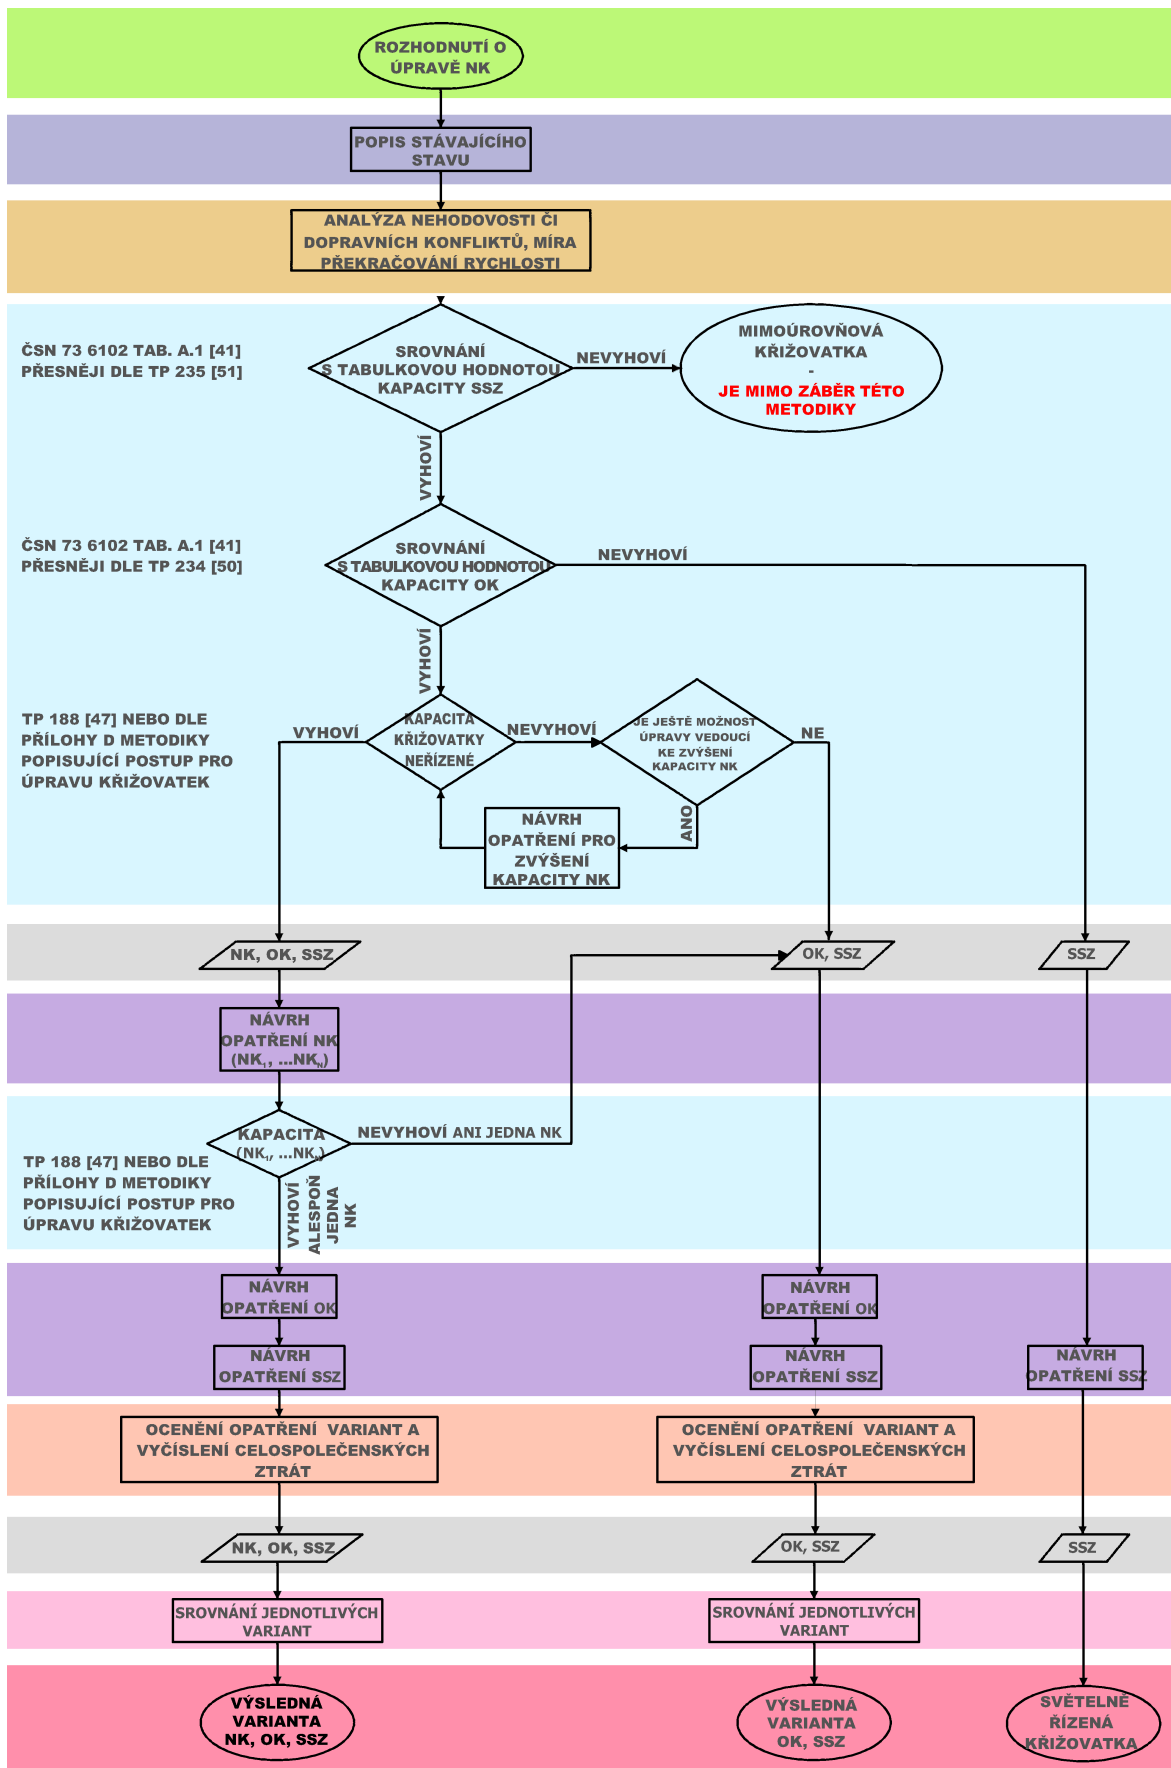 ROZHODNUTÍ O
ÚPRAVĚ NK
POPIS STÁVAJÍCÍHO
STAVU
ANALÝZA NEHODOVOSTI ČI
DOPRAVNÍCH KONFLIKTŮ, MÍRA
PŘEKRAČOVÁNÍ RYCHLOSTI
ČSN 73 6102 TAB. A.1 [41]
PŘESNĚJI DLE TP 235 [51]
SROVNÁNÍ
S TABULKOVOU HODNOTOU
KAPACITY SSZ
NEVYHOVÍ
MIMOÚROVŇOVÁ
KŘIŽOVATKA
-
JE MIMO ZÁBĚR TÉTO
METODIKY
VYHOVÍ
ČSN 73 6102 TAB. A.1 [41]
PŘESNĚJI DLE TP 234 [50]
SROVNÁNÍ
S TABULKOVOU HODNOTOU
KAPACITY OK
NEVYHOVÍ
VYHOVÍ
TP 188 [47] NEBO DLE
PŘÍLOHY D METODIKY
POPISUJÍCÍ POSTUP PRO
ÚPRAVU KŘIŽOVATEK
VYHOVÍ
KAPACITA
KŘIŽOVATKY
NEŘÍZENÉ
NEVYHOVÍ
JE JEŠTĚ MOŽNOST
ÚPRAVY VEDOUCÍ
KE ZVÝŠENÍ
KAPACITY NK
NE
ANO
NÁVRH
OPATŘENÍ PRO
ZVÝŠENÍ
KAPACITY NK
NK, OK, SSZ
OK, SSZ
SSZ
NÁVRH
OPATŘENÍ NK
(NK1, ...NKN)
KAPACITA
(NK1, ...NKN)
NEVYHOVÍ ANI JEDNA NK
TP 188 [47] NEBO DLE
PŘÍLOHY D METODIKY
POPISUJÍCÍ POSTUP PRO
ÚPRAVU KŘIŽOVATEK
VYHOVÍ
ALESPOŇ
JEDNA
NK
NÁVRH
OPATŘENÍ OK
NÁVRH
OPATŘENÍ OK
NÁVRH
OPATŘENÍ SSZ
NÁVRH
OPATŘENÍ SSZ
NÁVRH
OPATŘENÍ SSZ
OCENĚNÍ OPATŘENÍ VARIANT A
VYČÍSLENÍ CELOSPOLEČENSKÝCH
ZTRÁT
OCENĚNÍ OPATŘENÍ VARIANT A
VYČÍSLENÍ CELOSPOLEČENSKÝCH
ZTRÁT
NK, OK, SSZ
OK, SSZ
SSZ
SROVNÁNÍ JEDNOTLIVÝCH
VARIANT
SROVNÁNÍ JEDNOTLIVÝCH
VARIANT
VÝSLEDNÁ
VARIANTA
NK, OK, SSZ
VÝSLEDNÁ
VARIANTA
OK, SSZ
SVĚTELNĚ
ŘÍZENÁ
KŘIŽOVATKA